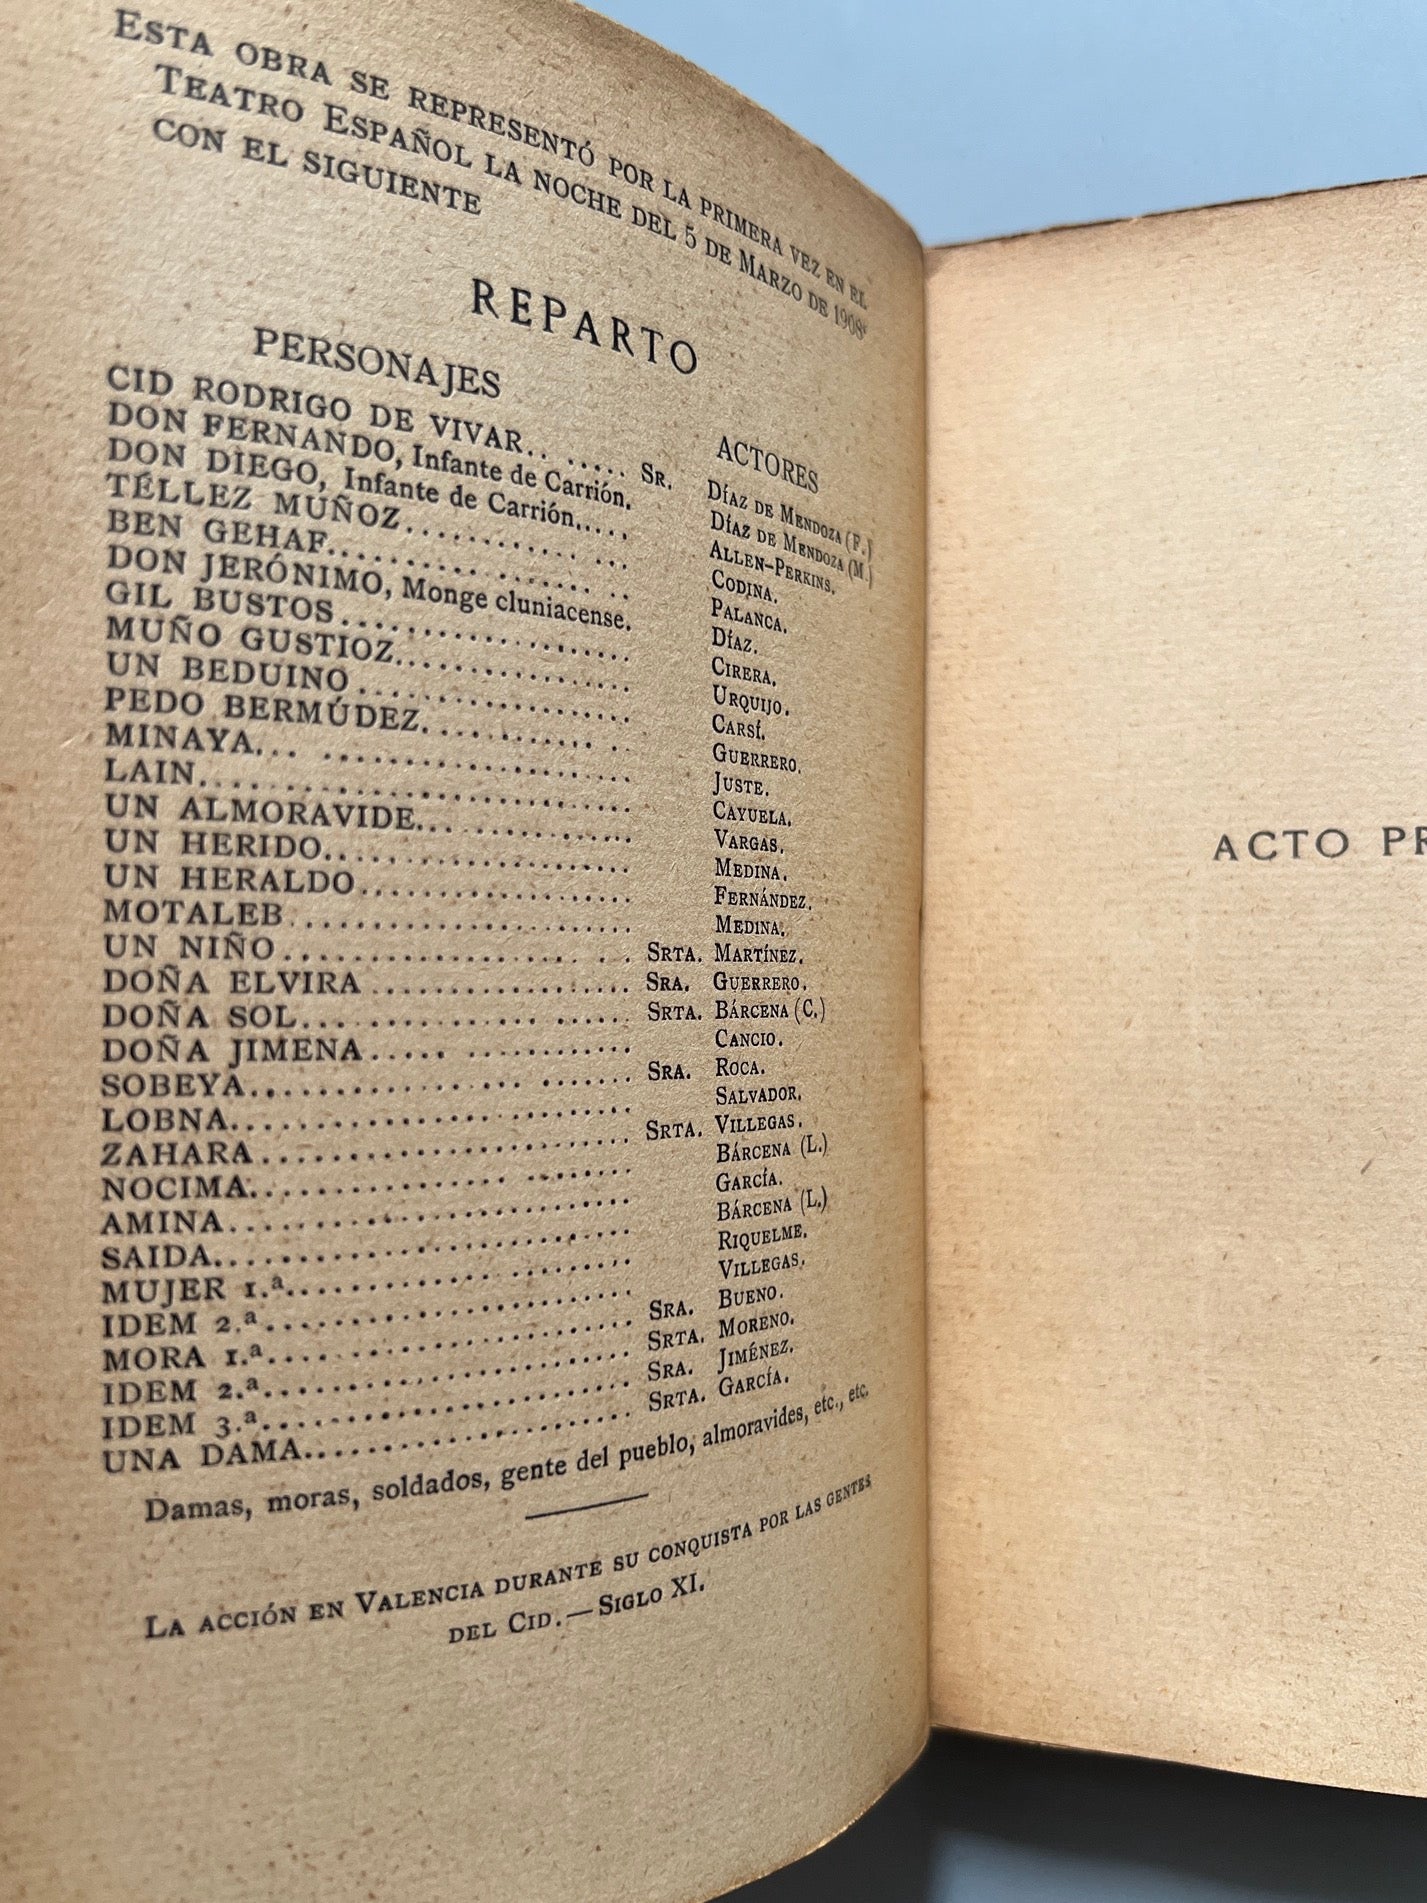 ESTA OBRA SE REPRESENTÓ POR LA PRIMERA VEZ EN EL
TEATRO ESPAÑOL LA NOCHE DEL 5 DE MARZO DE 1908
CON EL SIGUIENTE
REPARTO
PERSONAJES ACTORES
CID RODRIGO DE VIVAR....... SR. DÍAZ DE MENDOZA (F.)
DON FERNANDO, Infante de Carrión. DÍAZ DE MENDOZA (M.)
DON DIEGO, Infante de Carrión..... ALLEN-PERKINS.
TÉLLEZ MUÑOZ............... CODINA.
BEN GEHAF.................. PALANCA.
DON JERÓNIMO, Monge cluniacense. DÍAZ.
GIL BUSTOS.................. CIRERA.
MUÑO GUSTIOZ............... URQUIJO.
UN BEDUINO................. CARSÍ.
PEDO BERMÚDEZ.............. GUERRERO.
MINAYA... .................. JUSTE.
LAIN........................ CAYUELA.
UN ALMORAVIDE.............. VARGAS.
UN HERIDO................... MEDINA.
UN HERALDO................. FERNÁNDEZ.
MOTALEB.................... MEDINA.
UN NIÑO..................... SRTA. MARTÍNEZ.
DOÑA ELVIRA................. SRA. GUERRERO.
DOÑA SOL.................... SRTA. BÁRCENA (C.)
DOÑA JIMENA................. CANCIO.
SOBEYA...................... SRA. ROCA.
LOBNA....................... SALVADOR.
ZAHARA...................... SRTA. VILLEGAS.
NOCIMA...................... BÁRCENA (L.)
AMINA....................... GARCÍA.
SAIDA....................... BÁRCENA (L.)
MUJER 1.ª................... RIQUELME.
IDEM 2.ª.................... VILLEGAS.
MORA 1.ª.................... SRA. BUENO.
IDEM 2.ª.................... SRTA. MORENO.
IDEM 3.ª.................... SRA. JIMÉNEZ.
UNA DAMA.................... SRTA. GARCÍA.
Damas, moras, soldados, gente del pueblo, almoravides, etc., etc.
LA ACCIÓN EN VALENCIA DURANTE SU CONQUISTA POR LAS GENTES
DEL CID.—SIGLO XI.
ACTO PR